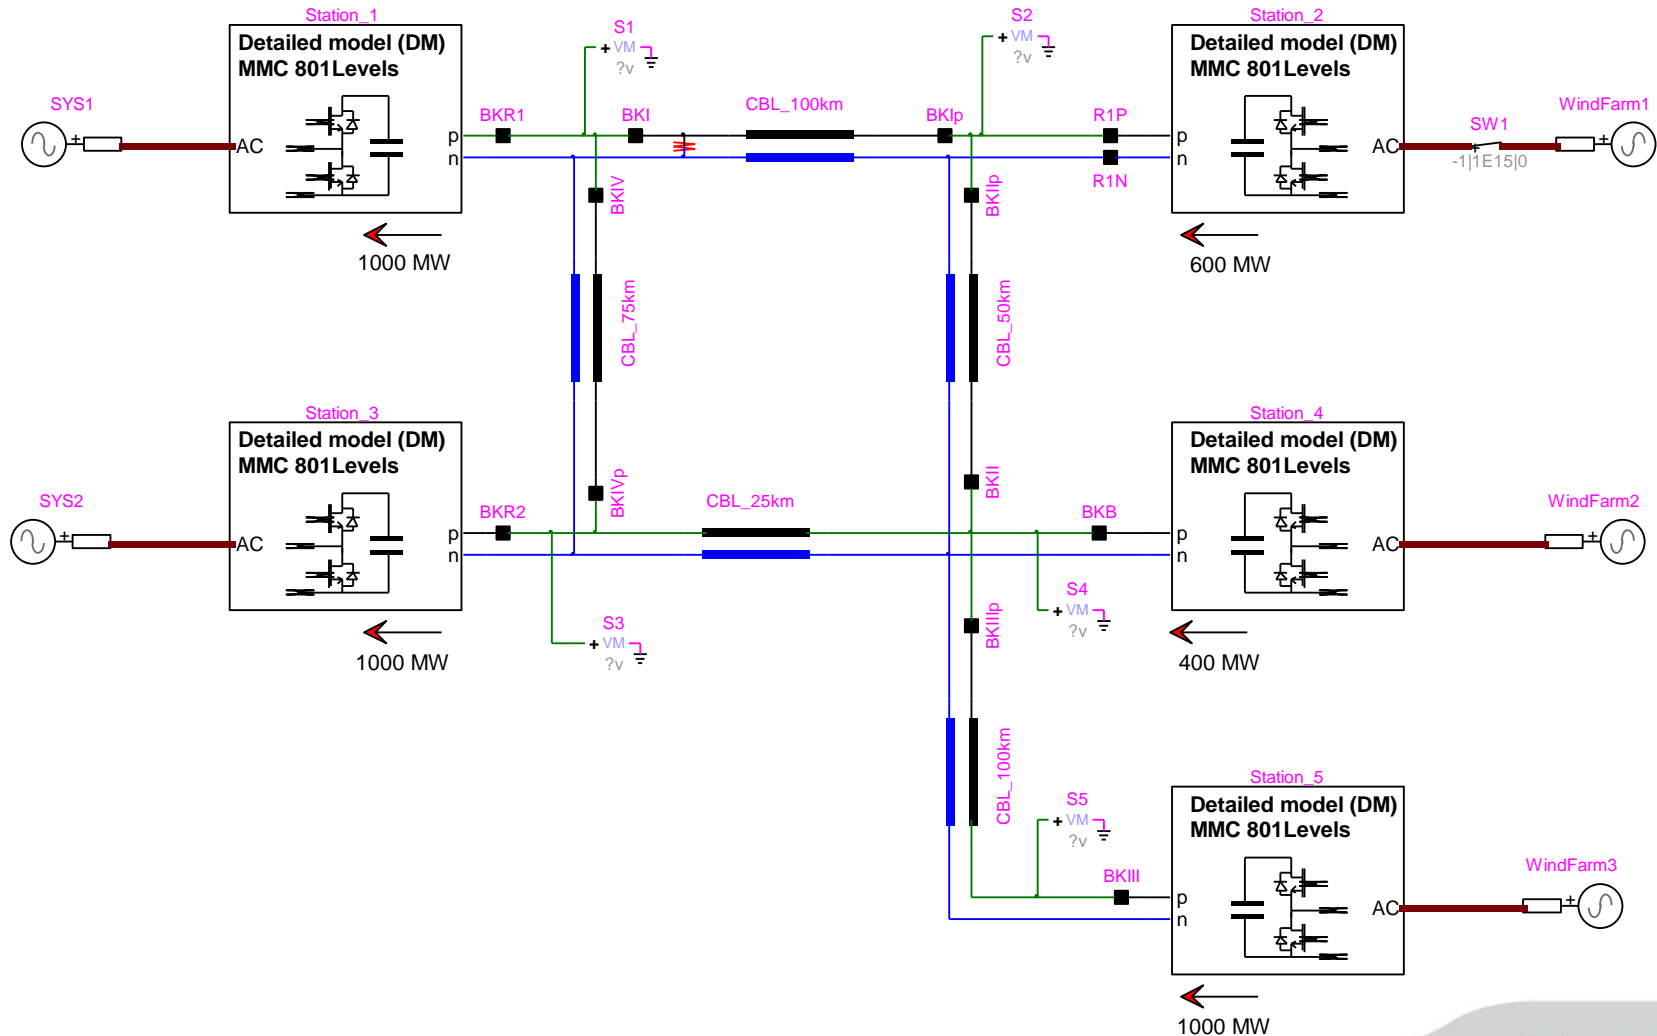 Station_1
Detailed model (DM)
MMC 801Levels
SYS1
AC
p
n
1000 MW
BKR1
S1
+ VM
?v
BKI
CBL_100km
BKIp
S2
+ VM
?v
R1P
R1N
Station_2
Detailed model (DM)
MMC 801Levels
p
n
AC
600 MW
SW1
-1|1E15|0
WindFarm1
+
+
BKIV
BKIIp
CBL_75km
CBL_50km
BKIVp
BKII
Station_3
Detailed model (DM)
MMC 801Levels
SYS2
+
AC
p
n
1000 MW
BKR2
CBL_25km
S3
+ VM
?v
BKB
S4
+ VM
?v
Station_4
Detailed model (DM)
MMC 801Levels
p
n
AC
400 MW
WindFarm2
+
BKIIIp
CBL_100km
S5
+ VM
?v
BKIII
Station_5
Detailed model (DM)
MMC 801Levels
p
n
AC
1000 MW
WindFarm3
+